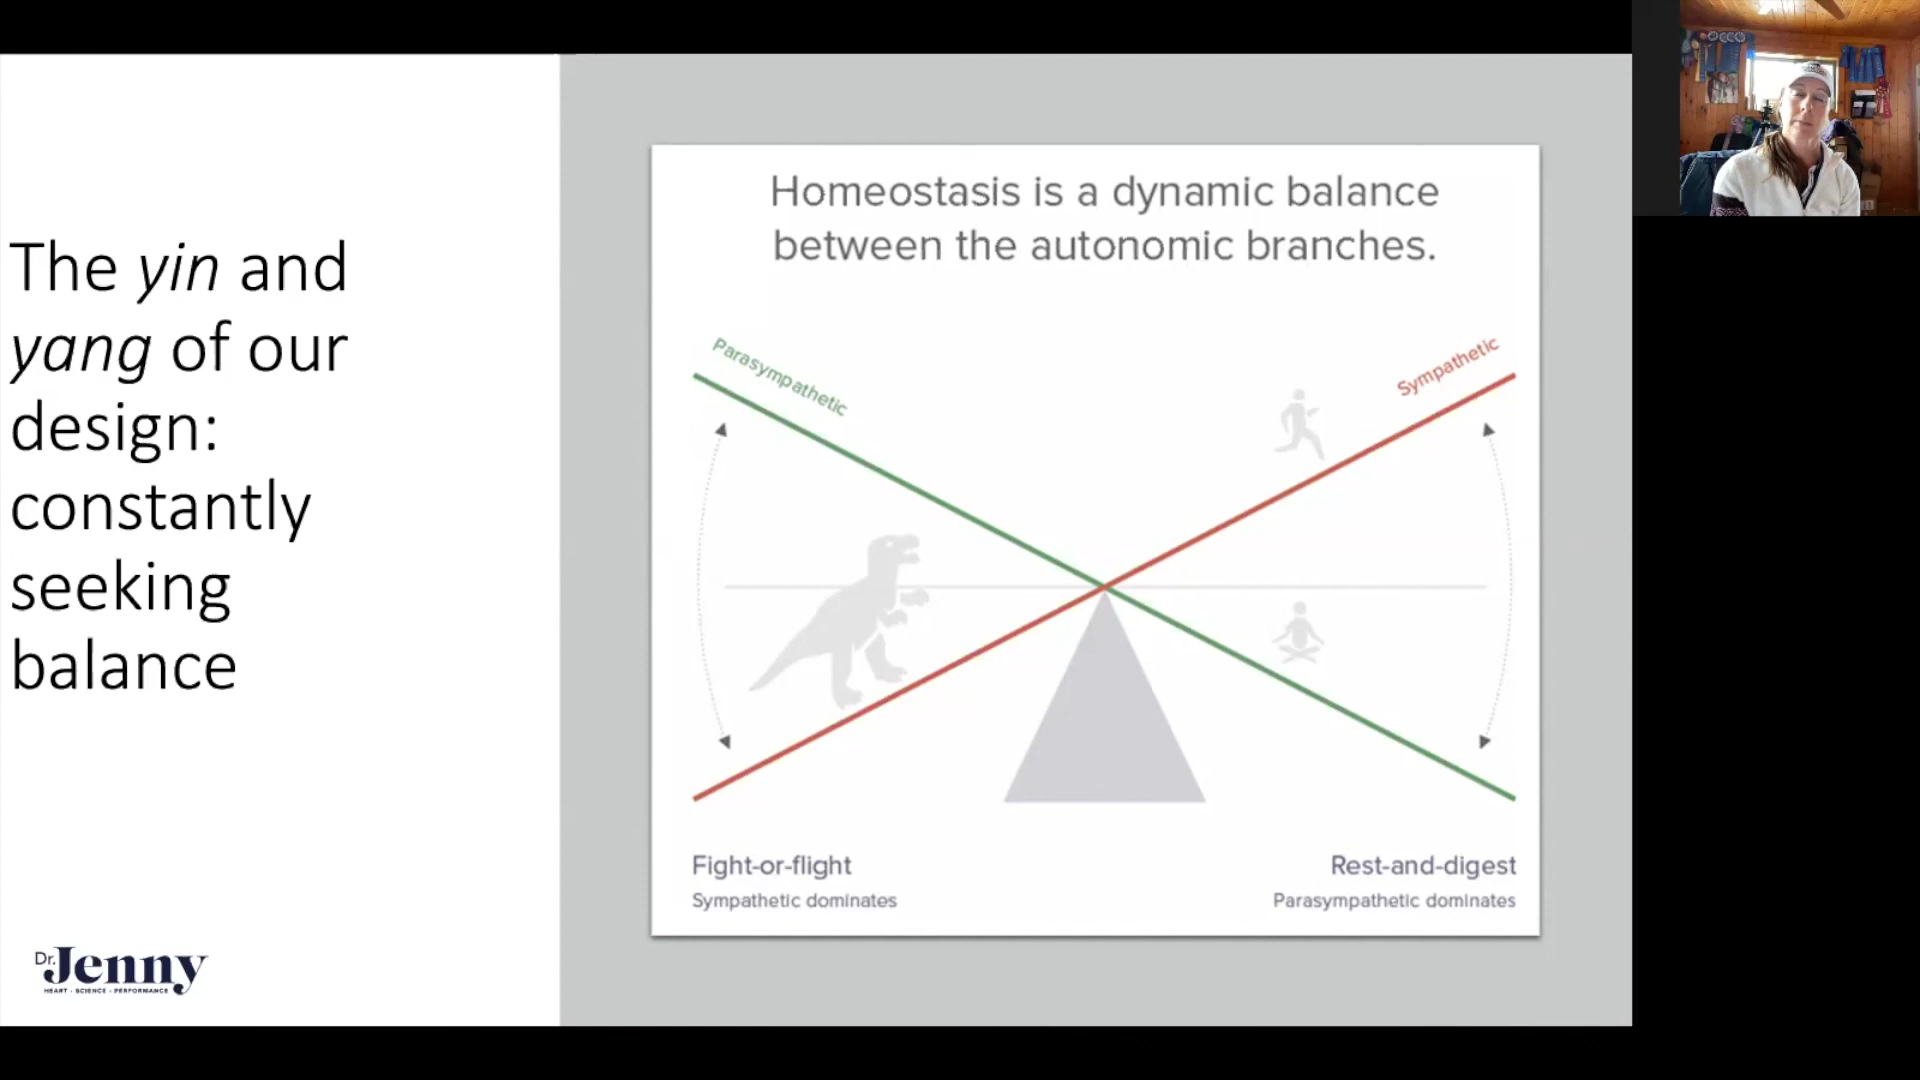 The yin and
yang of our
design:
constantly
seeking
balance
Dr. Jenny
HEART · SCIENCE · PERFORMANCE
Homeostasis is a dynamic balance
between the autonomic branches.
Parasympathetic
Sympathetic
Fight-or-flight
Sympathetic dominates
Rest-and-digest
Parasympathetic dominates